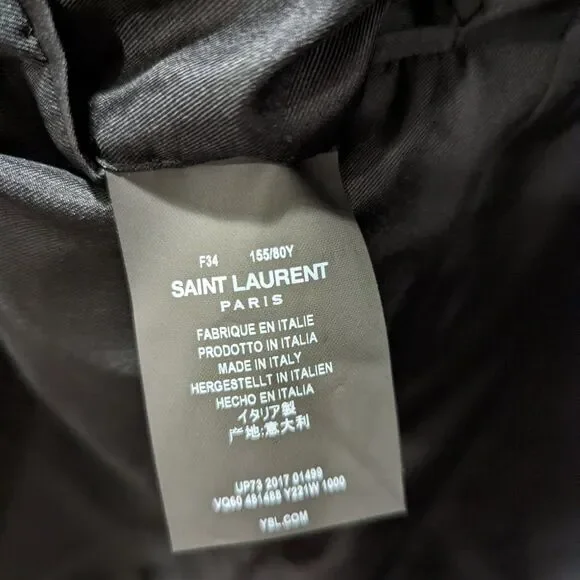 F34 155/80Y
SAINT LAURENT
PARIS
FABRIQUE EN ITALIE
PRODOTTO IN ITALIA
MADE IN ITALY
HERGESTELLT IN ITALIEN
HECHO EN ITALIA
イタリア製
产地:意大利
UP73 2017 01499
VQ60 481488 Y221W 1000
YSL.COM